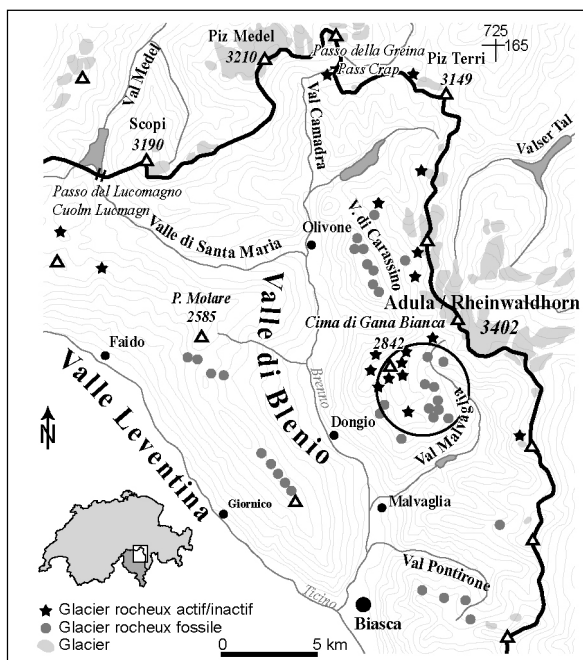 725
165
Piz Medel
3210
Passo della Greina
Pass Crap
Piz Terri
3149
Val Medel
Scopi
3190
Val Camadra
Valser Tal
Passo del Lucomagno
Cuolm Lucmagn
Valle di Santa Maria
Olivone
V. di Carassino
Adula / Rheinwaldhorn
3402
P. Molare
2585
Cima di Gana Bianca
2842
Faido
Valle di Blenio
Brenno
Valle Leventina
Dongio
Val Malvaglia
N
Giornico
Malvaglia
Val Pontirone
Ticino
Biasca
Glacier rocheux actif/inactif
Glacier rocheux fossile
Glacier
0
5 km